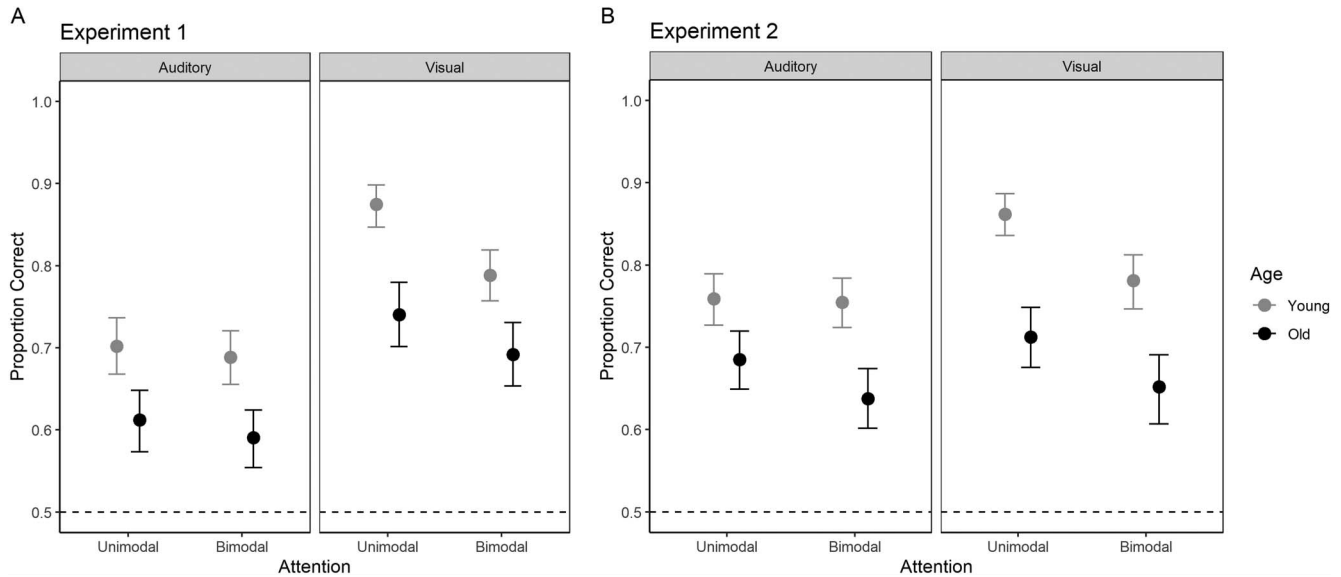 A
Experiment 1
Auditory
Visual
Proportion Correct
1.0
0.9
0.8
0.7
0.6
0.5
Unimodal
Bimodal
Unimodal
Bimodal
Attention
B
Experiment 2
Auditory
Visual
Proportion Correct
1.0
0.9
0.8
0.7
0.6
0.5
Unimodal
Bimodal
Unimodal
Bimodal
Attention
Age
Young
Old